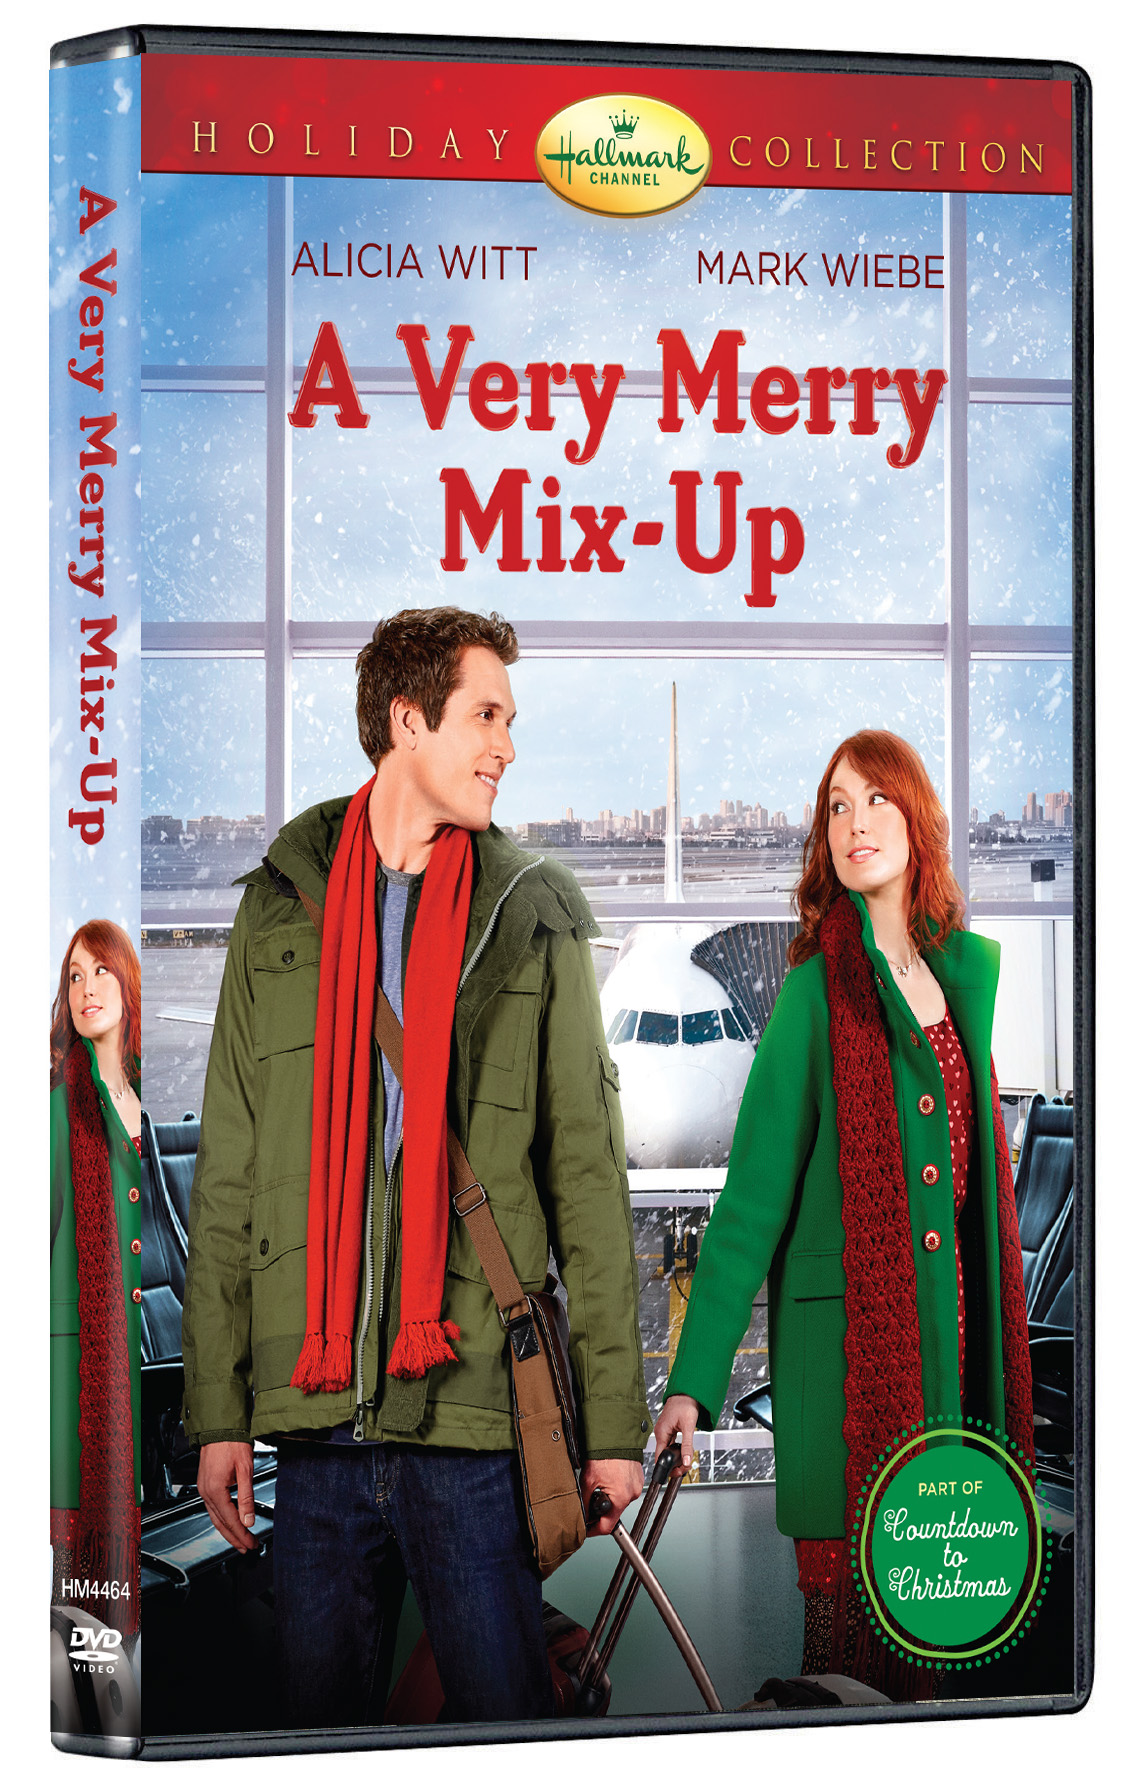 HOLIDAY Hallmark CHANNEL COLLECTION
ALICIA WITT MARK WIEBE
A Very Merry
Mix-Up
PART OF
Countdown
to
Christmas
A Very Merry Mix-Up
HM4464
DVD
VIDEO